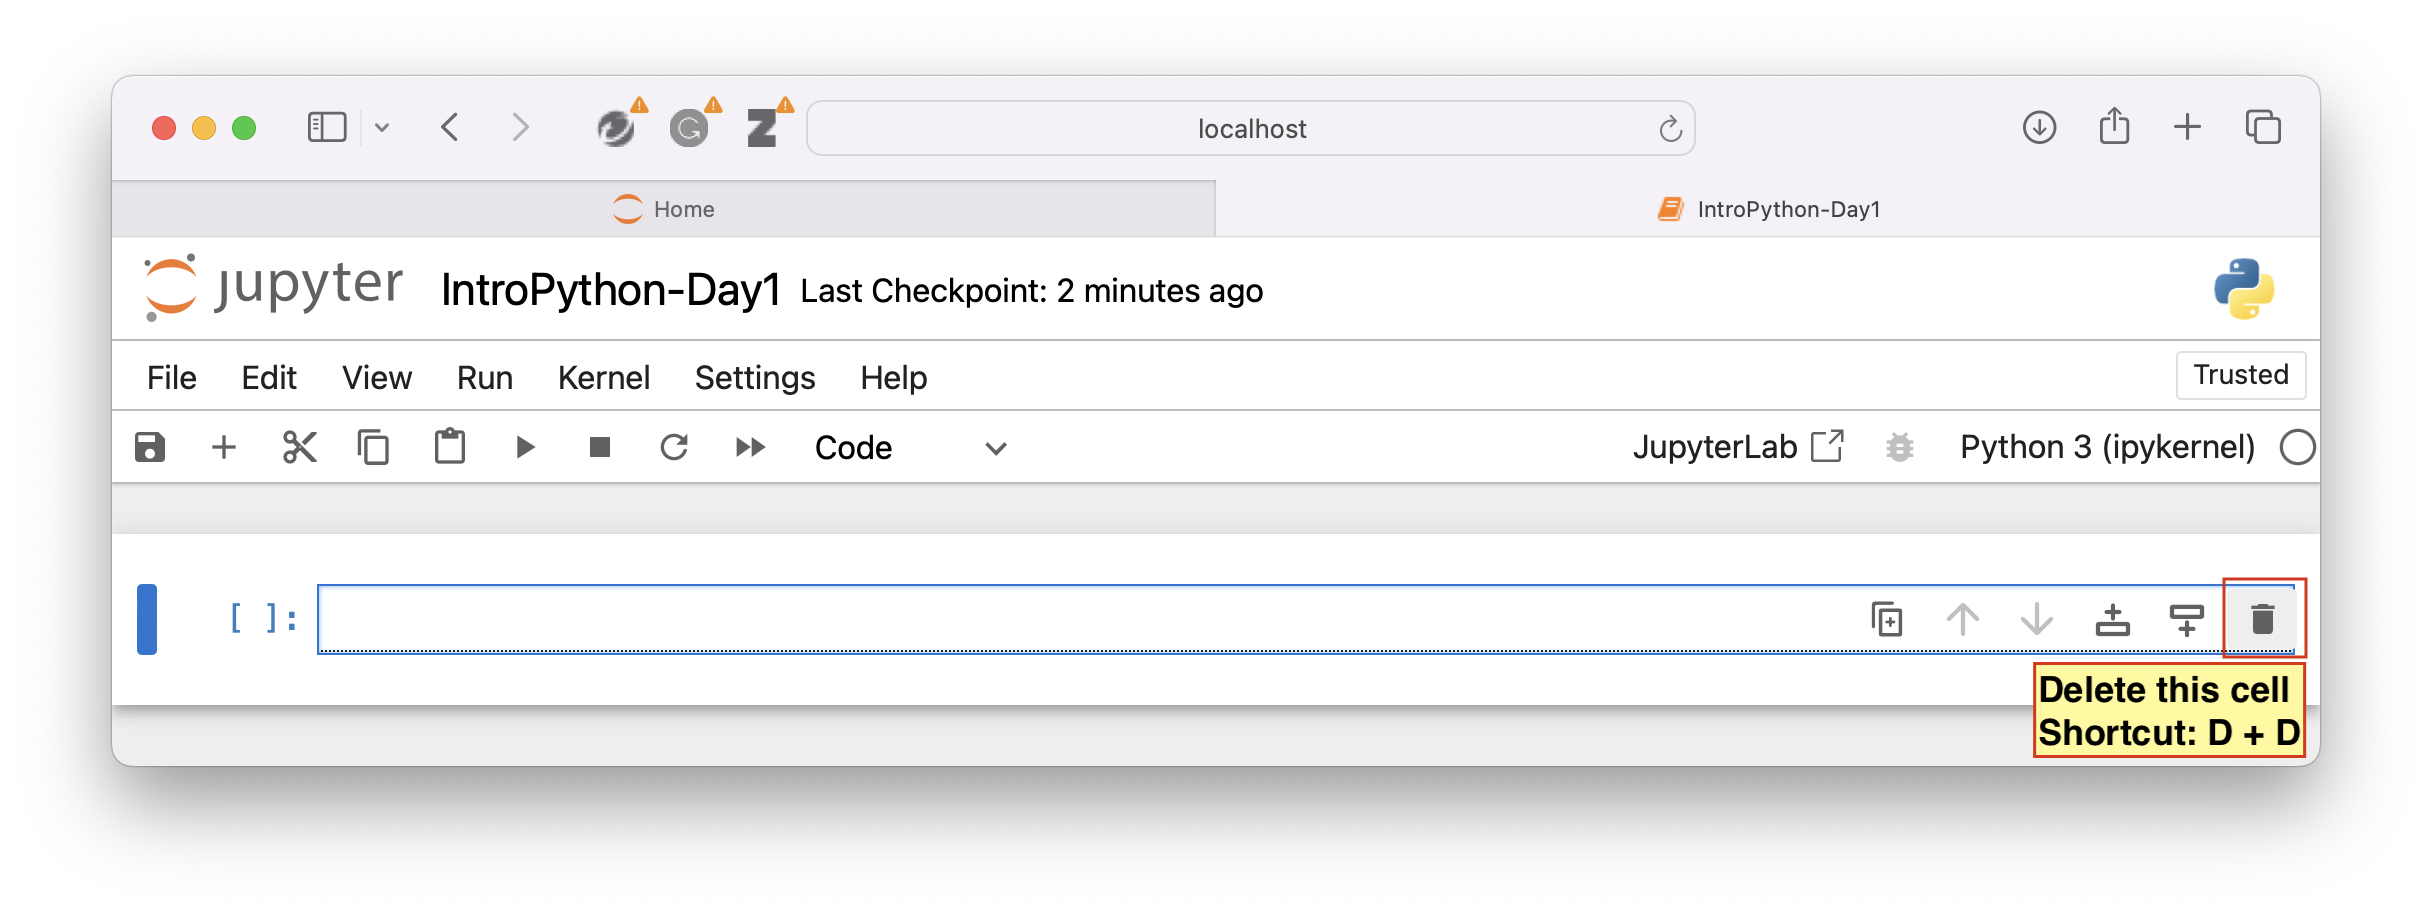 localhost
Home
IntroPython-Day1
jupyter IntroPython-Day1 Last Checkpoint: 2 minutes ago
File Edit View Run Kernel Settings Help Trusted
Code JupyterLab Python 3 (ipykernel)
[ ]:
Delete this cell
Shortcut: D + D